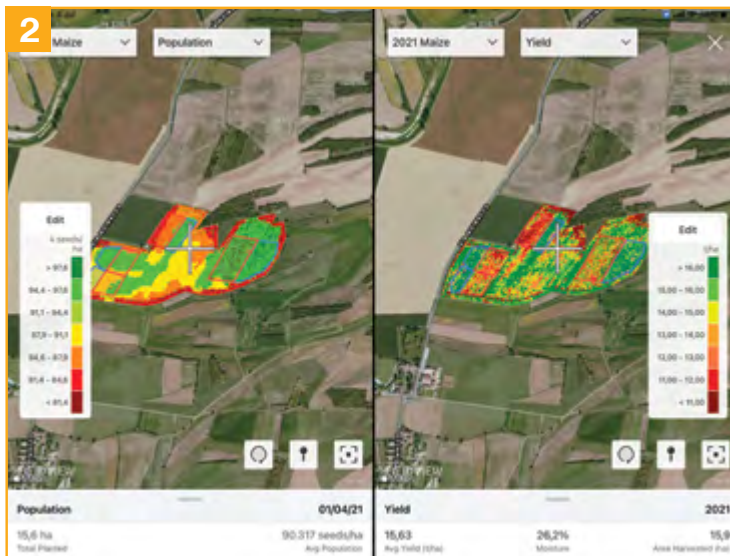 2
Maize
Population
2021 Maize
Yield
Edit
seeds/
ha
> 97,6
94,4 - 97,6
91,1 - 94,4
87,9 - 91,1
84,6 - 87,9
81,4 - 84,6
< 81,4
Edit
t/ha
> 16,00
15,00 - 16,00
14,00 - 15,00
13,00 - 14,00
12,00 - 13,00
11,00 - 12,00
< 11,00
Population
01/04/21
15,6 ha
90.317 seeds/ha
Total Planted
Avg Population
Yield
2021
15,63
26,2%
15,9
Avg Yield (t/ha)
Moisture
Area Harvested (ha)